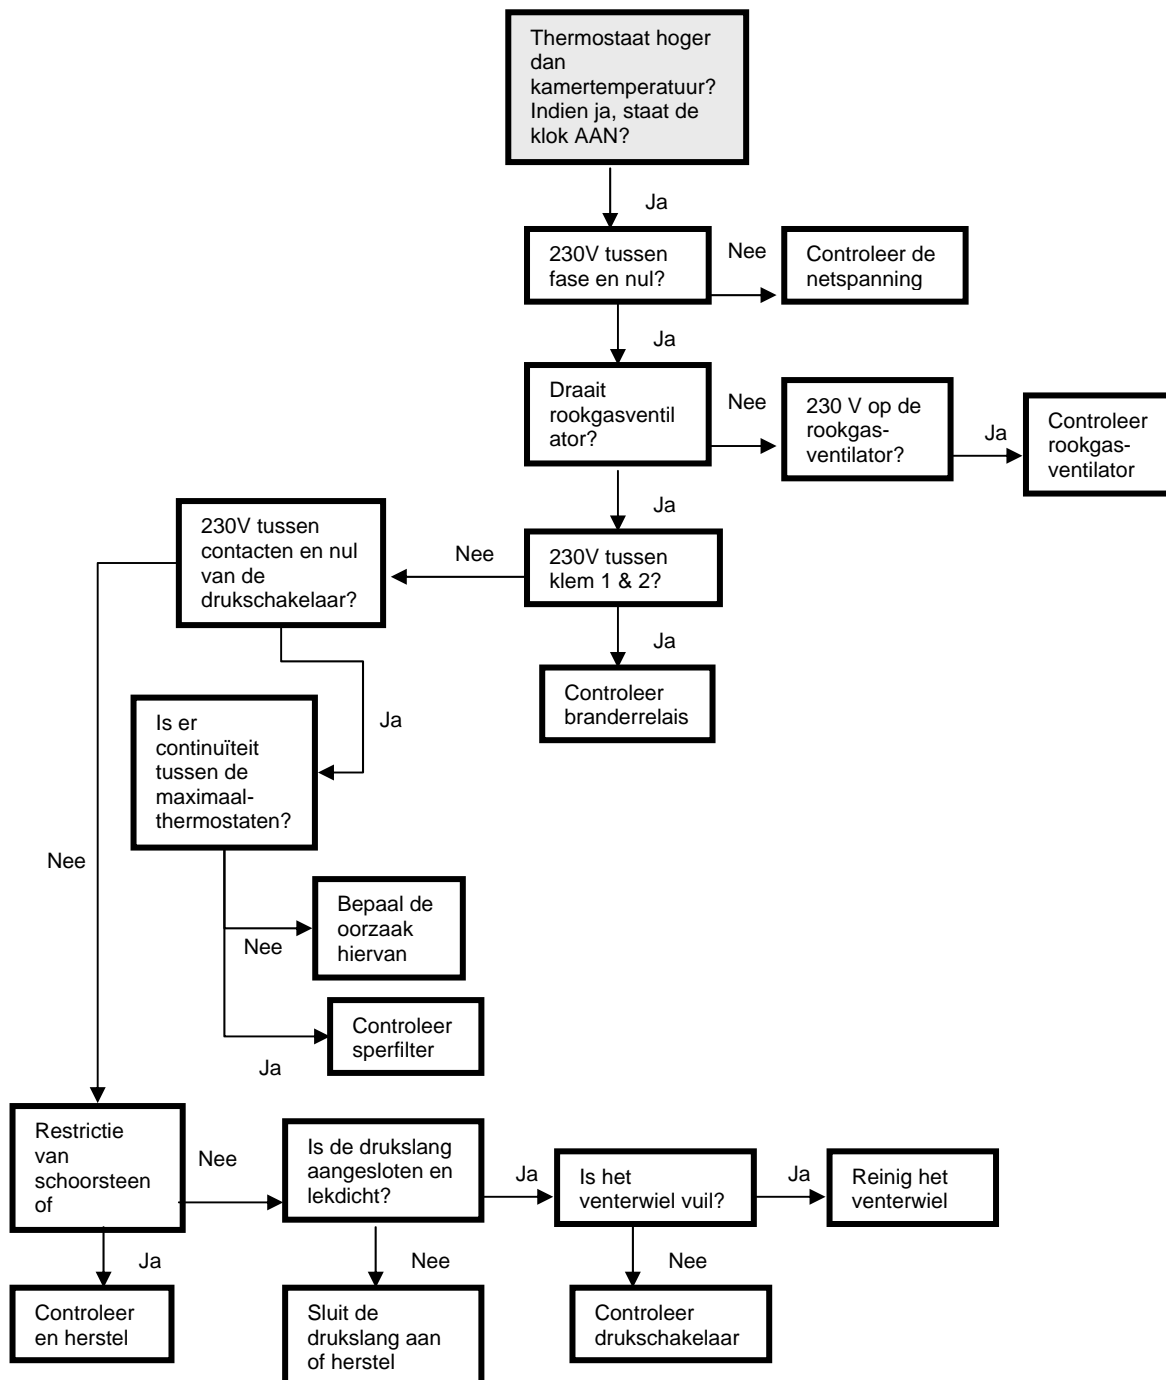 Thermostaat hoger
dan
kamertemperatuur?
Indien ja, staat de
klok AAN?
Ja
230V tussen
fase en nul?
Nee
Controleer de
netspanning
Ja
Draait
rookgasventil
ator?
Nee
230 V op de
rookgas-
ventilator?
Ja
Controleer
rookgas-
ventilator
Ja
230V tussen
contacten en nul
van de
drukschakelaar?
Nee
230V tussen
klem 1 & 2?
Ja
Controleer
branderrelais
Ja
Is er
continuïteit
tussen de
maximaal-
thermostaten?
Nee
Bepaal de
oorzaak
hiervan
Nee
Controleer
sperfilter
Ja
Restrictie
van
schoorsteen
of
Nee
Is de drukslang
aangesloten en
lekdicht?
Ja
Is het
venterwiel vuil?
Ja
Reinig het
venterwiel
Ja
Nee
Nee
Controleer
en herstel
Sluit de
drukslang aan
of herstel
Controleer
drukschakelaar